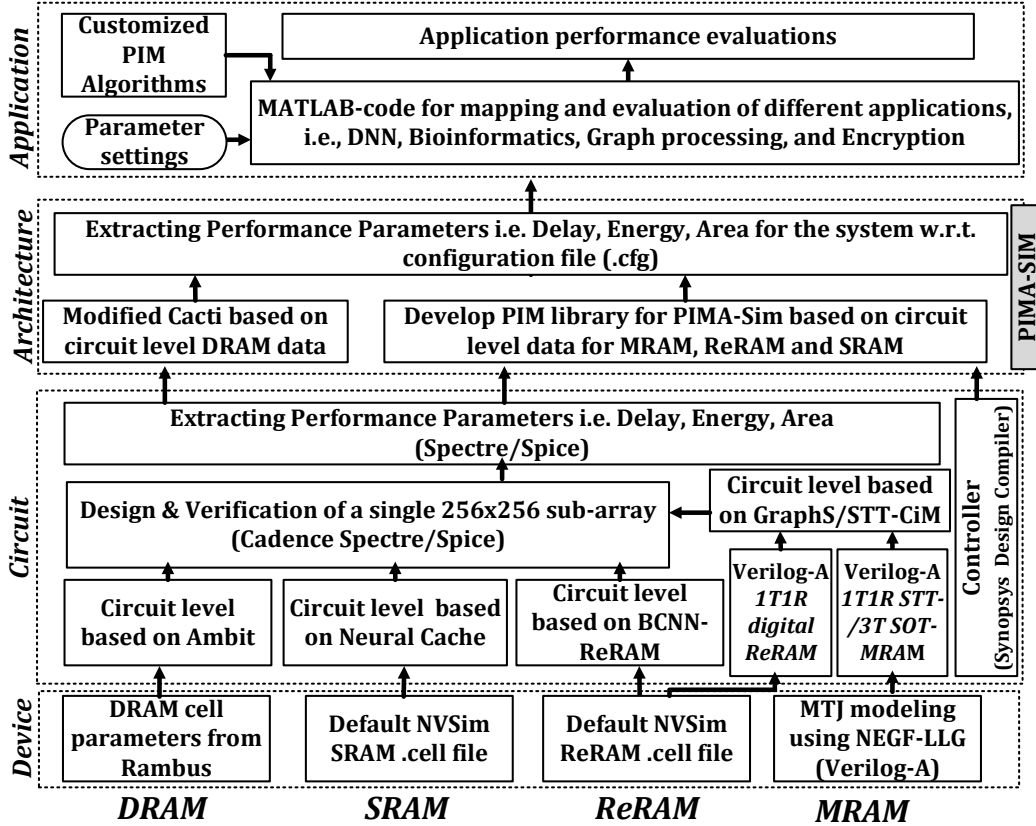 Application
Customized
PIM
Algorithms
Application performance evaluations
MATLAB-code for mapping and evaluation of different applications,
i.e., DNN, Bioinformatics, Graph processing, and Encryption
Parameter
settings
Architecture
Extracting Performance Parameters i.e. Delay, Energy, Area for the system w.r.t.
configuration file (.cfg)
PIMA-SIM
Modified Cacti based on
circuit level DRAM data
Develop PIM library for PIMA-Sim based on circuit
level data for MRAM, ReRAM and SRAM
Circuit
Extracting Performance Parameters i.e. Delay, Energy, Area
(Spectre/Spice)
Design & Verification of a single 256x256 sub-array
(Cadence Spectre/Spice)
Circuit level based
on GraphS/STT-CiM
Controller
(Synopsys Design Compiler)
Circuit level
based on Ambit
Circuit level based
on Neural Cache
Circuit level
based on BCNN-
ReRAM
Verilog-A
1T1R
digital
ReRAM
Verilog-A
1T1R STT-
/3T SOT-
MRAM
Device
DRAM cell
parameters from
Rambus
Default NVSim
SRAM .cell file
Default NVSim
ReRAM .cell file
MTJ modeling
using NEGF-LLG
(Verilog-A)
DRAM
SRAM
ReRAM
MRAM